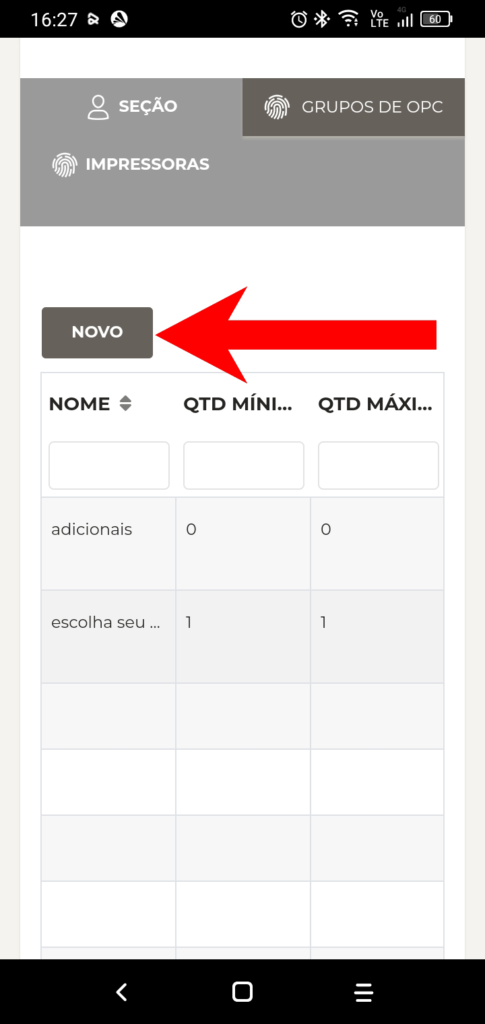 16:27
Vo LTE 4G 60
SEÇÃO
GRUPOS DE OPC
IMPRESSORAS
NOVO
NOME QTD MÍNI... QTD MÁXI...
adicionais 0 0
escolha seu ... 1 1